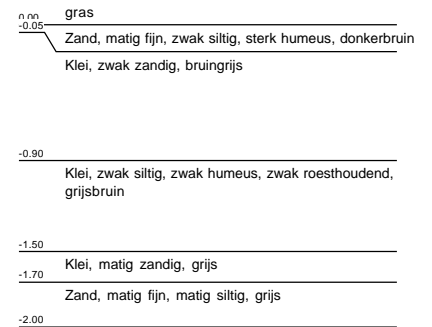 gras
0.00
-0.05
Zand, matig fijn, zwak siltig, sterk humeus, donkerbruin
Klei, zwak zandig, bruingrijs
-0.90
Klei, zwak siltig, zwak humeus, zwak roesthoudend,
grijsbruin
-1.50
Klei, matig zandig, grijs
-1.70
Zand, matig fijn, matig siltig, grijs
-2.00